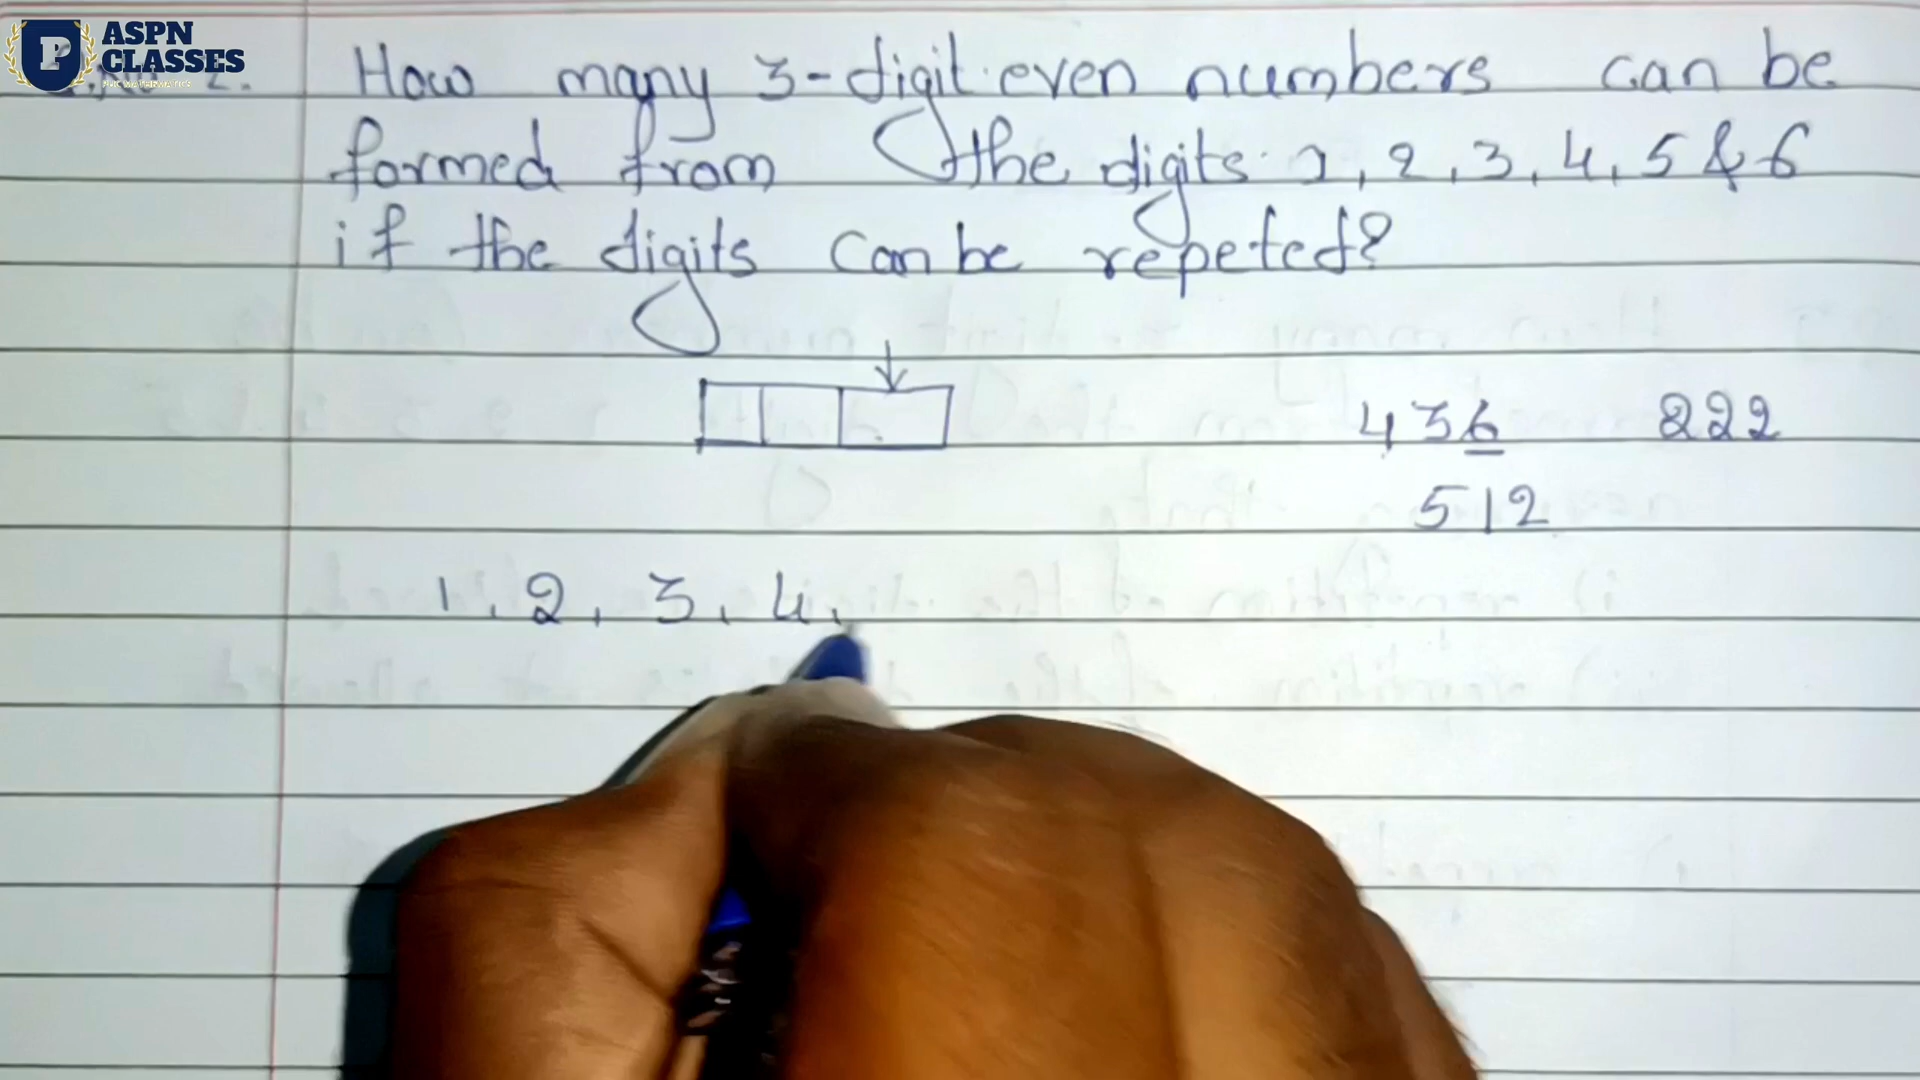 ASPN
CLASSES
P
2. How many 3-digit even numbers can be
formed from the digits 1, 2, 3, 4, 5 & 6
if the digits can be repeted?
436 222
512
1, 2, 3, 4,